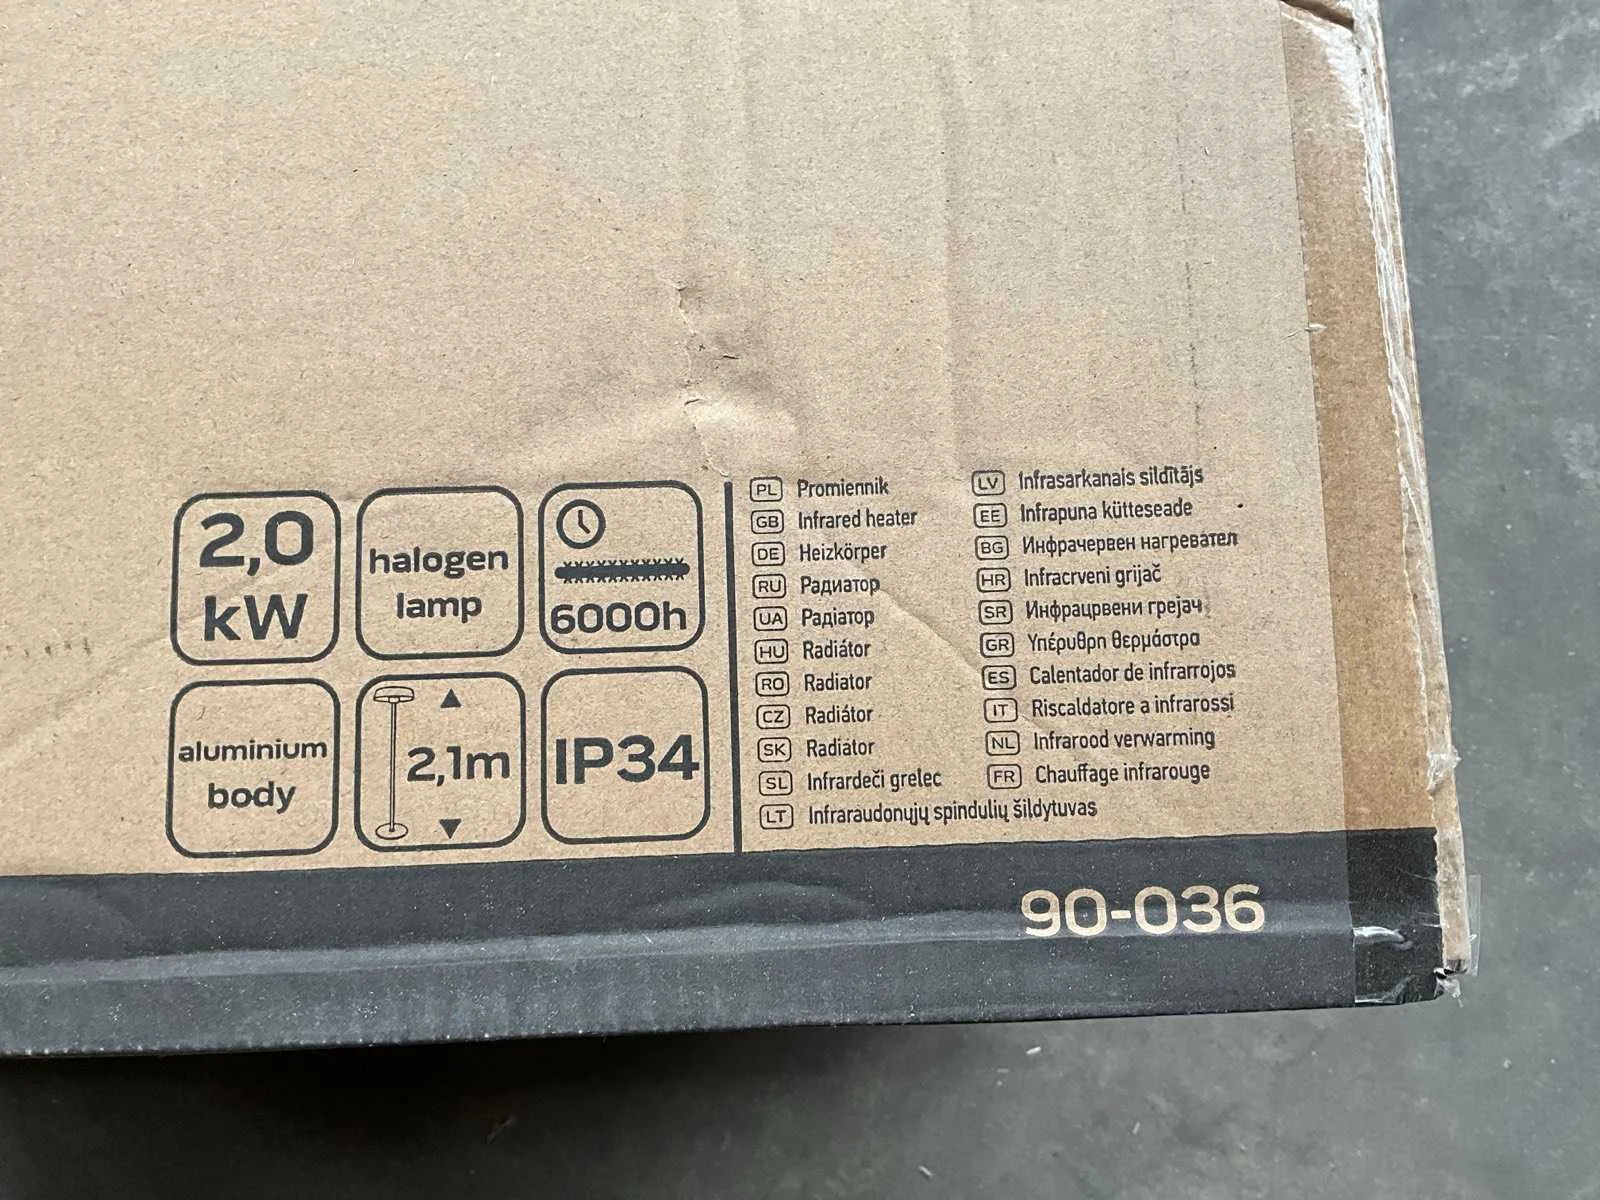 2,0
kW
halogen
lamp
6000h
aluminium
body
2,1m
IP34
PL Promiennik
GB Infrared heater
DE Heizkörper
RU Радиатор
UA Радіатор
HU Radiátor
RO Radiator
CZ Radiátor
SK Radiátor
SL Infrardeči grelec
LT Infraraudonųjų spindulių šildytuvas
LV Infrasarkanais sildītājs
EE Infrapuna kütteseade
BG Инфрачервен нагревател
HR Infracrveni grijač
SR Инфрацрвени грејач
GR Υπέρυθρη θερμάστρα
ES Calentador de infrarrojos
IT Riscaldatore a infrarossi
NL Infrarood verwarming
FR Chauffage infrarouge
90-036